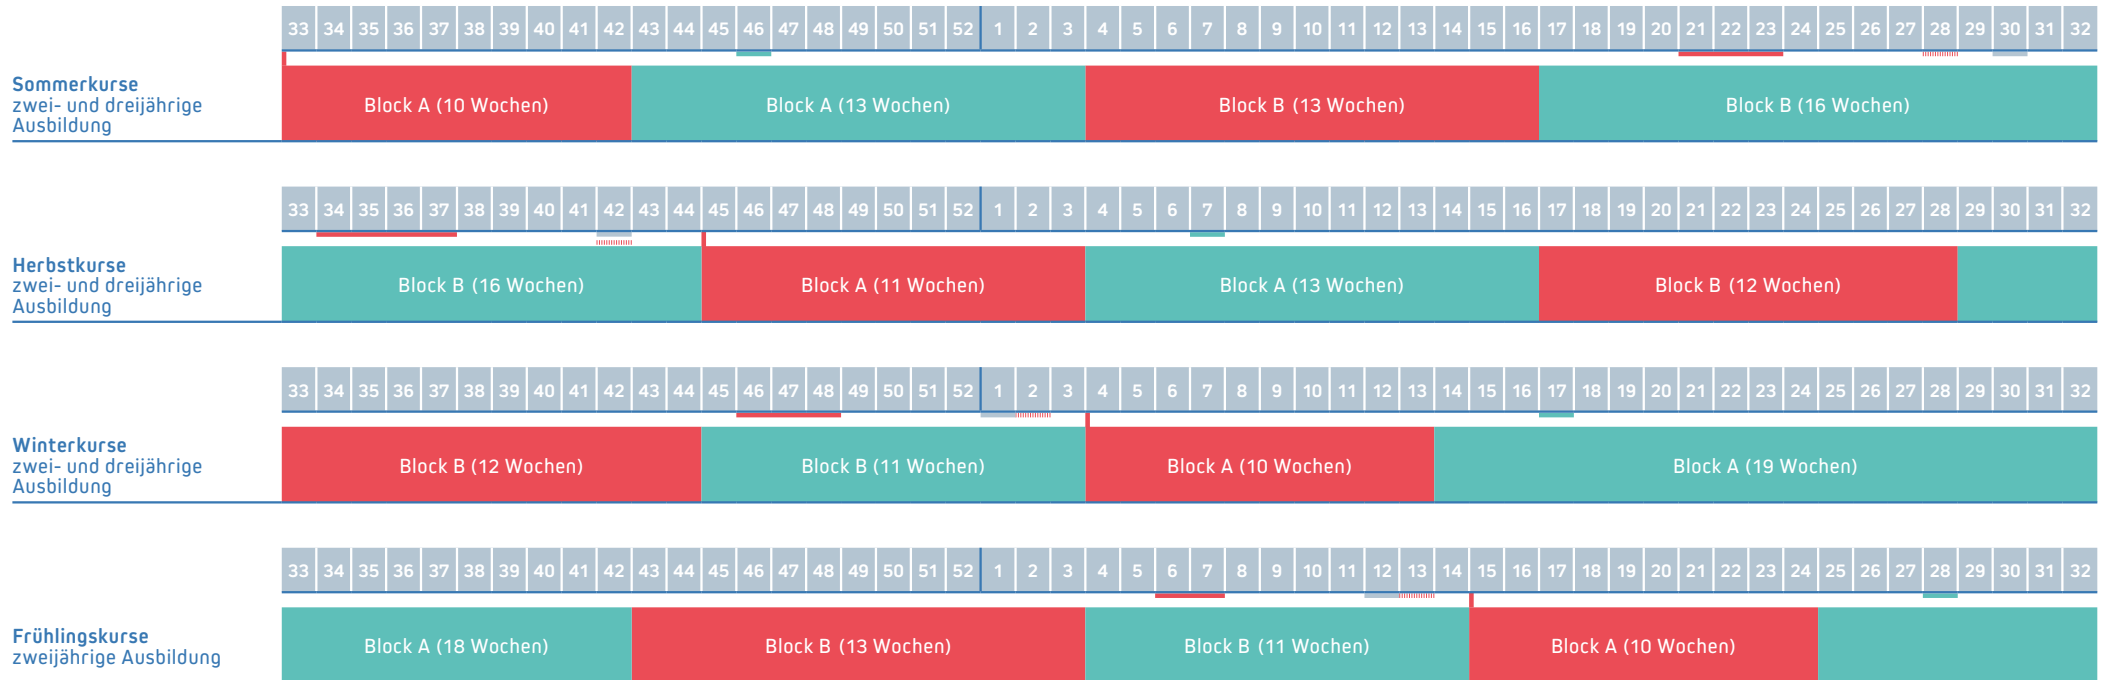 33 34 35 36 37 38 39 40 41 42 43 44 45 46 47 48 49 50 51 52 1 2 3 4 5 6 7 8 9 10 11 12 13 14 15 16 17 18 19 20 21 22 23 24 25 26 27 28 29 30 31 32
Sommerkurse
zwei- und dreijährige
Ausbildung
Block A (10 Wochen) Block A (13 Wochen) Block B (13 Wochen) Block B (16 Wochen)
33 34 35 36 37 38 39 40 41 42 43 44 45 46 47 48 49 50 51 52 1 2 3 4 5 6 7 8 9 10 11 12 13 14 15 16 17 18 19 20 21 22 23 24 25 26 27 28 29 30 31 32
Herbstkurse
zwei- und dreijährige
Ausbildung
Block B (16 Wochen) Block A (11 Wochen) Block A (13 Wochen) Block B (12 Wochen)
33 34 35 36 37 38 39 40 41 42 43 44 45 46 47 48 49 50 51 52 1 2 3 4 5 6 7 8 9 10 11 12 13 14 15 16 17 18 19 20 21 22 23 24 25 26 27 28 29 30 31 32
Winterkurse
zwei- und dreijährige
Ausbildung
Block B (12 Wochen) Block B (11 Wochen) Block A (10 Wochen) Block A (19 Wochen)
33 34 35 36 37 38 39 40 41 42 43 44 45 46 47 48 49 50 51 52 1 2 3 4 5 6 7 8 9 10 11 12 13 14 15 16 17 18 19 20 21 22 23 24 25 26 27 28 29 30 31 32
Frühlingskurse
zweijährige Ausbildung
Block A (18 Wochen) Block B (13 Wochen) Block B (11 Wochen) Block A (10 Wochen)